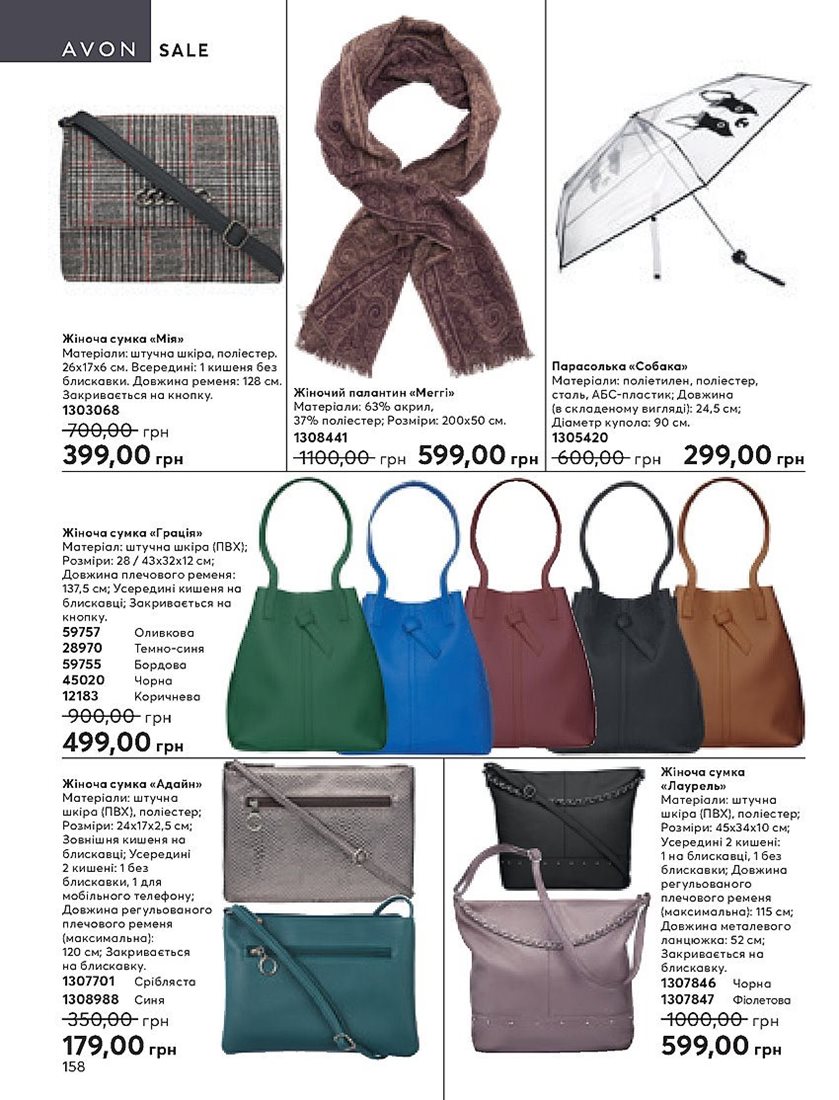 AVON SALE
Жіноча сумка «Мія»
Матеріали: штучна шкіра, поліестер.
26х17х6 см. Всередині: 1 кишеня без
блискавки. Довжина ременя: 128 см.
Закривається на кнопку.
1303068
700,00 грн
399,00 грн
Жіночий палантин «Меггі»
Матеріали: 63% акрил,
37% поліестер; Розміри: 200х50 см.
1308441
1100,00 грн 599,00 грн
Парасолька «Собака»
Матеріали: поліетилен, поліестер,
сталь, АБС-пластик; Довжина
(в складеному вигляді): 24,5 см;
Діаметр купола: 90 см.
1305420
600,00 грн 299,00 грн
Жіноча сумка «Грація»
Матеріал: штучна шкіра (ПВХ);
Розміри: 28 / 43х32х12 см;
Довжина плечового ременя:
137,5 см; Усередині кишеня на
блискавці; Закривається на
кнопку.
59757 Оливкова
28970 Темно-синя
59755 Бордова
45020 Чорна
12183 Коричнева
900,00 грн
499,00 грн
Жіноча сумка «Адайн»
Матеріали: штучна
шкіра (ПВХ), поліестер;
Розміри: 24х17х2,5 см;
Зовнішня кишеня на
блискавці; Усередині
2 кишені: 1 без
блискавки, 1 для
мобільного телефону;
Довжина регульованого
плечового ременя
(максимальна):
120 см; Закривається
на блискавку.
1307701 Срібляста
1308988 Синя
350,00 грн
179,00 грн
158
Жіноча сумка
«Лаурель»
Матеріали: штучна
шкіра (ПВХ), поліестер;
Розміри: 45х34х10 см;
Усередині 2 кишені:
1 на блискавці, 1 без
блискавки; Довжина
регульованого
плечового ременя
(максимальна): 115 см;
Довжина металевого
ланцюжка: 52 см;
Закривається на
блискавку.
1307846 Чорна
1307847 Фіолетова
1000,00 грн
599,00 грн